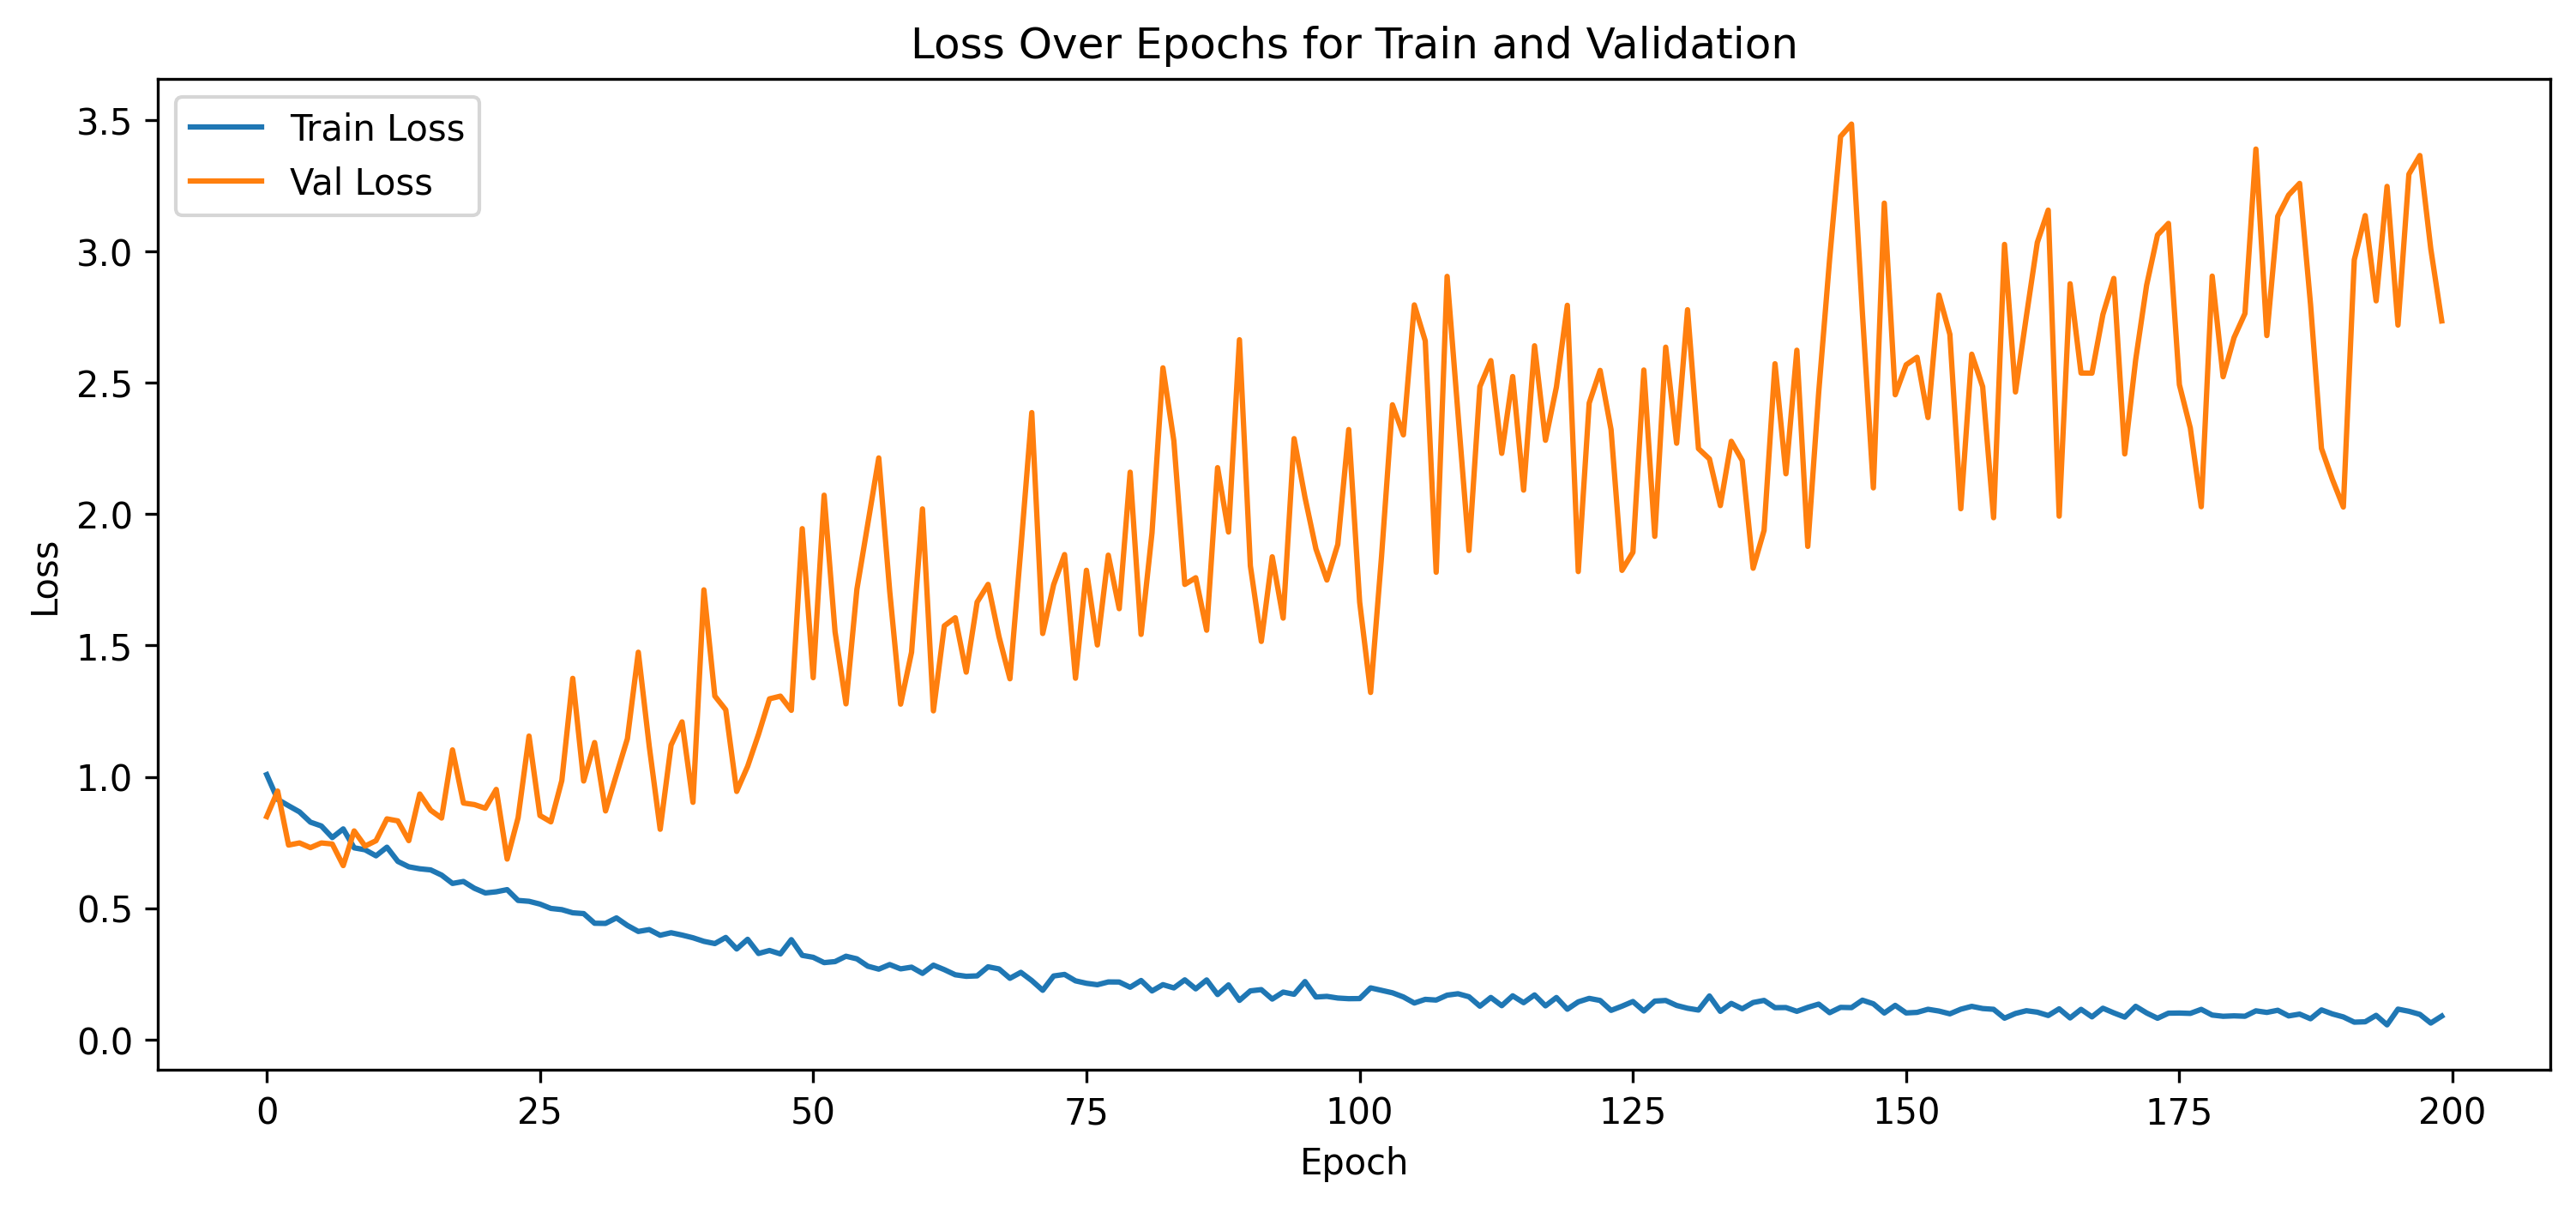 Loss Over Epochs for Train and Validation
Train Loss
Val Loss
3.5
3.0
2.5
2.0
1.5
1.0
0.5
0.0
Loss
0 25 50 75 100 125 150 175 200
Epoch